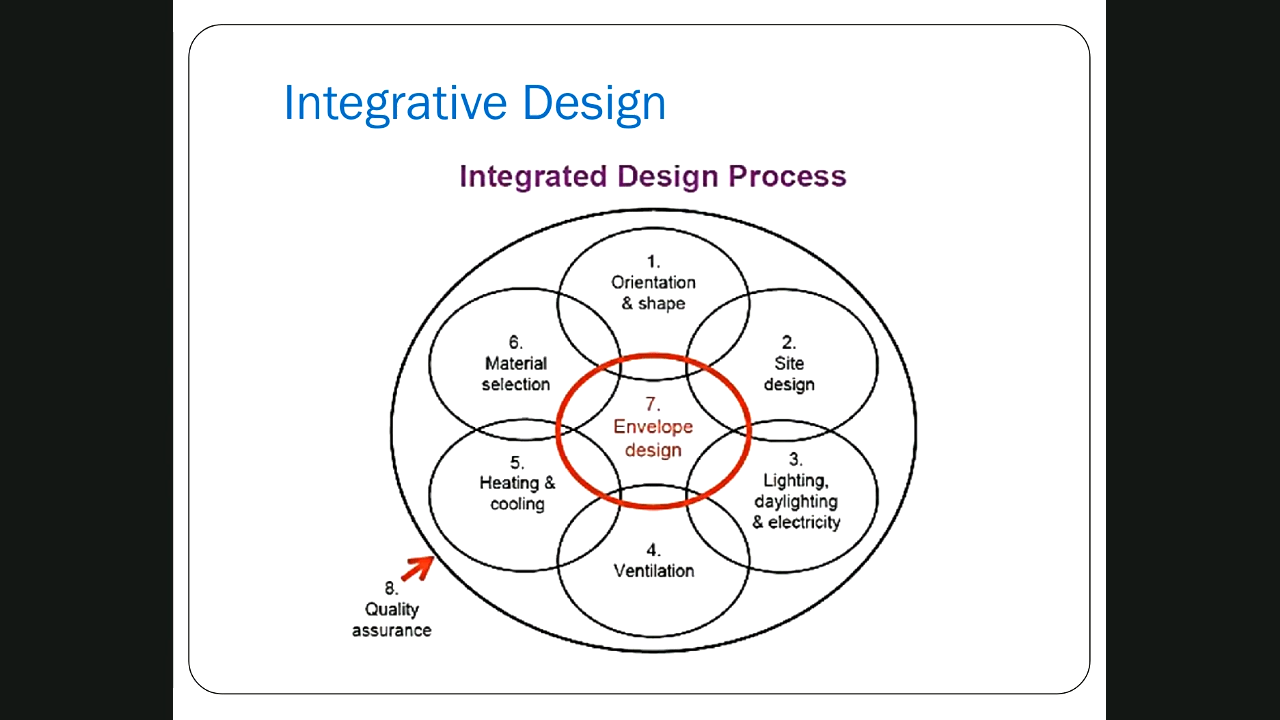 Integrative Design
Integrated Design Process
1.
Orientation
& shape
2.
Site
design
3.
Lighting,
daylighting
& electricity
4.
Ventilation
5.
Heating &
cooling
6.
Material
selection
7.
Envelope
design
8.
Quality
assurance